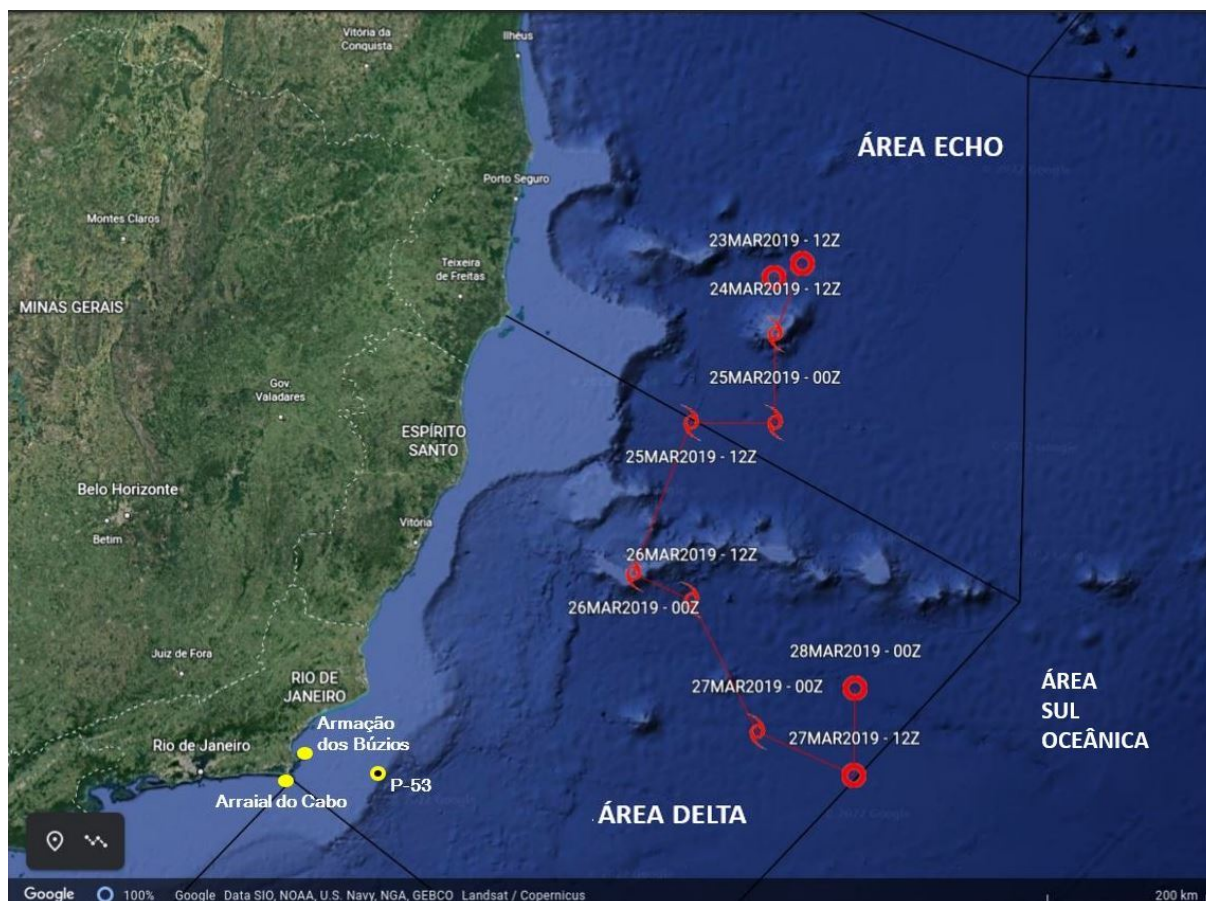 Vitória da
Conquista
Ilhéus
ÁREA ECHO
Porto Seguro
Montes Claros
23MAR2019 - 12Z
Teixeira
de Freitas
24MAR2019 - 12Z
MINAS GERAIS
25MAR2019 - 00Z
Gov.
Valadares
ESPÍRITO
SANTO
25MAR2019 - 12Z
Belo Horizonte
Betim
Vitória
26MAR2019 - 12Z
26MAR2019 - 00Z
Juiz de Fora
28MAR2019 - 00Z
RIO DE
JANEIRO
27MAR2019 - 00Z
ÁREA
SUL
OCEÂNICA
Armação
dos Búzios
Rio de Janeiro
27MAR2019 - 12Z
P-53
Arraial do Cabo
ÁREA DELTA
© 2022 Google
Google 100% Google Data SIO, NOAA, U.S. Navy, NGA, GEBCO Landsat / Copernicus 200 km